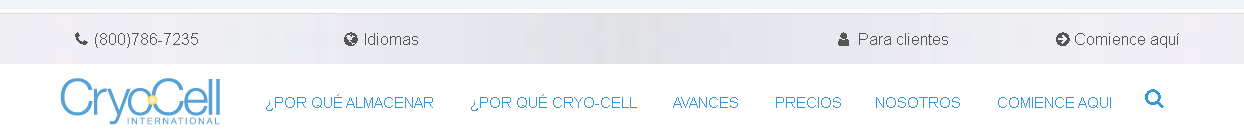 (800)786-7235 Idiomas Para clientes Comience aquí
CryoCell
INTERNATIONAL
¿POR QUÉ ALMACENAR ¿POR QUÉ CRYO-CELL AVANCES PRECIOS NOSOTROS COMIENCE AQUI